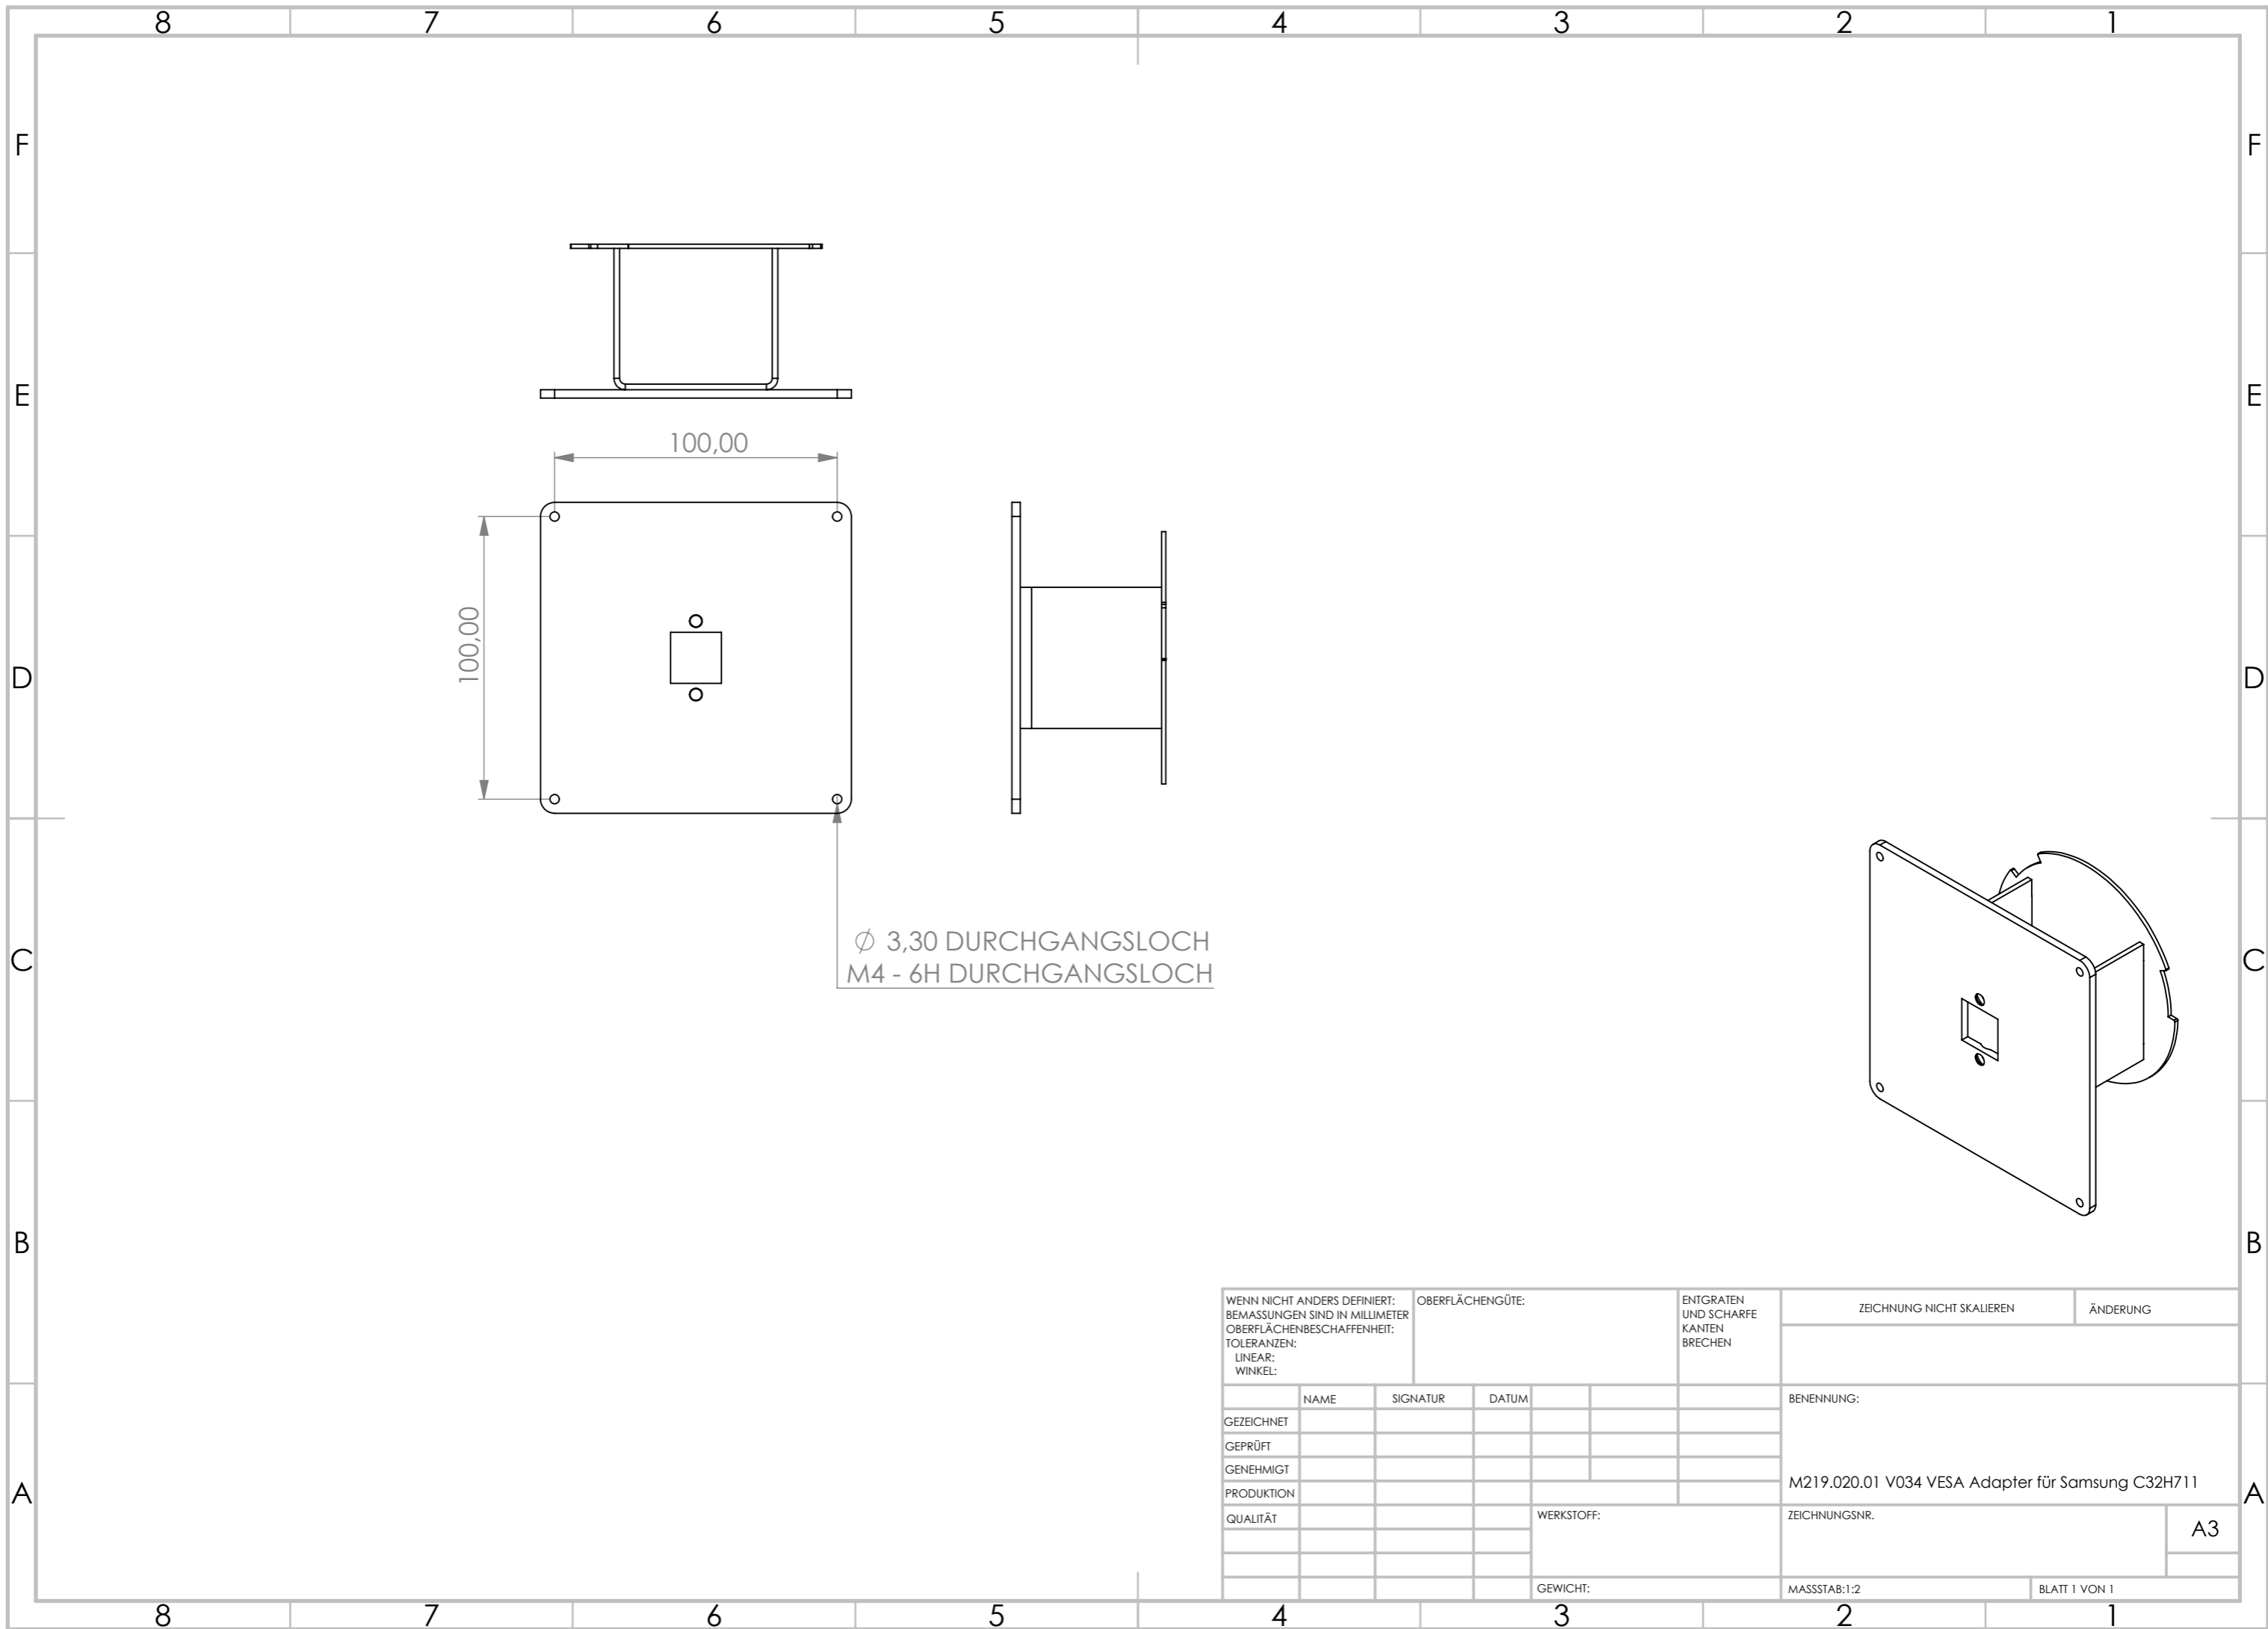 8 7 6 5 4 3 2 1
F F
E E
D D
C C
B B
A A
100,00
100,00
∅ 3,30 DURCHGANGSLOCH
M4 - 6H DURCHGANGSLOCH
WENN NICHT ANDERS DEFINIERT:
BEMASSUNGEN SIND IN MILLIMETER
OBERFLÄCHENBESCHAFFENHEIT:
TOLERANZEN:
LINEAR:
WINKEL:
OBERFLÄCHENGÜTE:
ENTGRATEN
UND SCHARFE
KANTEN
BRECHEN
ZEICHNUNG NICHT SKALIEREN
ÄNDERUNG
NAME SIGNATUR DATUM
GEZEICHNET
GEPRÜFT
GENEHMIGT
PRODUKTION
QUALITÄT
BENENNUNG:
M219.020.01 V034 VESA Adapter für Samsung C32H711
WERKSTOFF:
ZEICHNUNGSNR.
A3
GEWICHT:
MASSSTAB:1:2
BLATT 1 VON 1
8 7 6 5 4 3 2 1